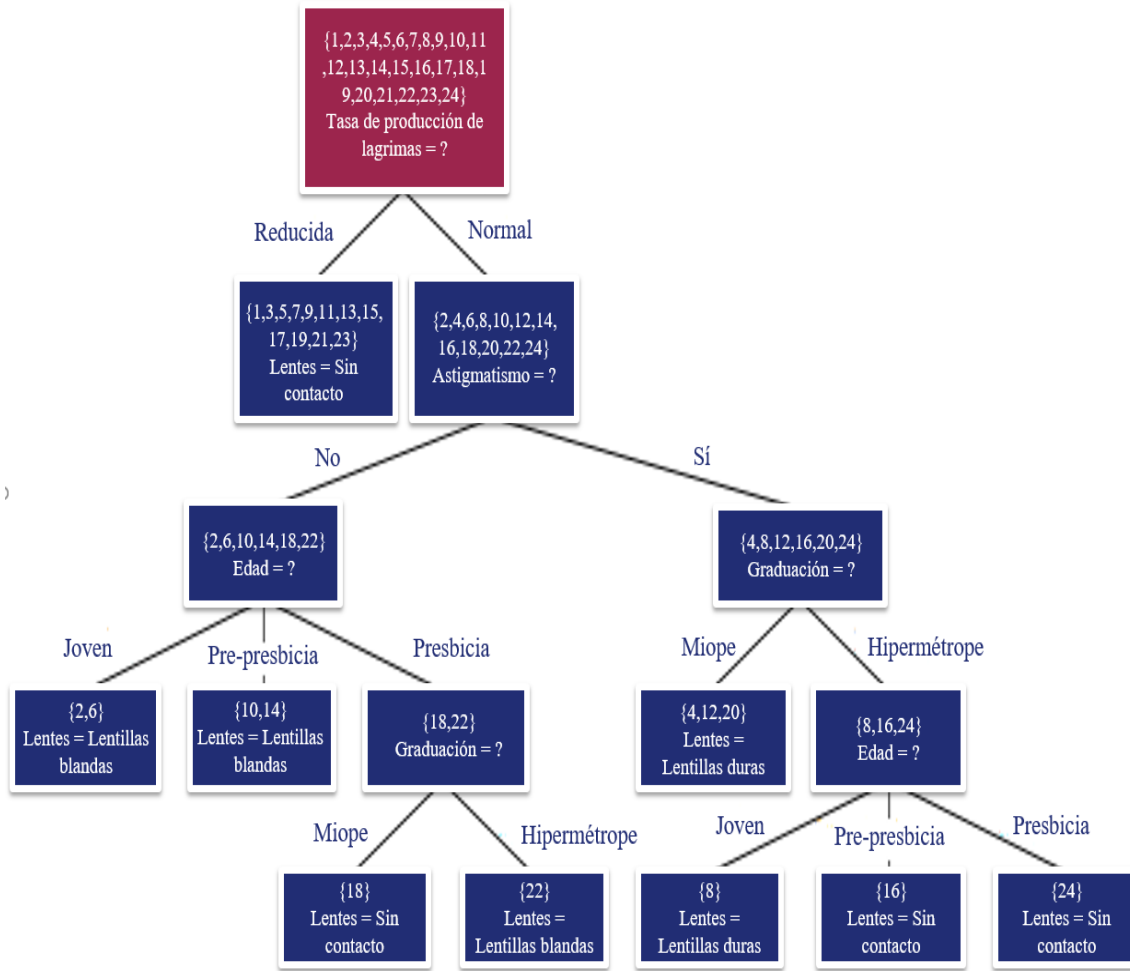 {1,2,3,4,5,6,7,8,9,10,11
,12,13,14,15,16,17,18,1
9,20,21,22,23,24}
Tasa de producción de
lagrimas = ?
Reducida
Normal
{1,3,5,7,9,11,13,15,
17,19,21,23}
Lentes = Sin
contacto
{2,4,6,8,10,12,14,
16,18,20,22,24}
Astigmatismo = ?
No
Sí
{2,6,10,14,18,22}
Edad = ?
{4,8,12,16,20,24}
Graduación = ?
Joven
Pre-presbicia
Presbicia
Miope
Hipermétrope
{2,6}
Lentes = Lentillas
blandas
{10,14}
Lentes = Lentillas
blandas
{18,22}
Graduación = ?
{4,12,20}
Lentes =
Lentillas duras
{8,16,24}
Edad = ?
Miope
Hipermétrope
Joven
Pre-presbicia
Presbicia
{18}
Lentes = Sin
contacto
{22}
Lentes =
Lentillas blandas
{8}
Lentes =
Lentillas duras
{16}
Lentes = Sin
contacto
{24}
Lentes = Sin
contacto